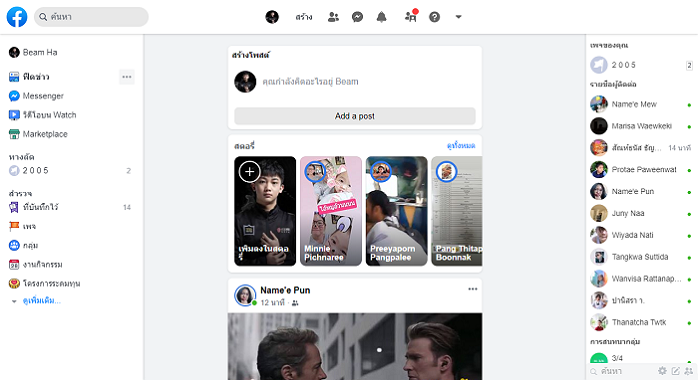 ค้นหา
สร้าง
Beam Ha
ฟีดข่าว
Messenger
วิดีโอบน Watch
Marketplace
ทางลัด
2 0 0 5
2
สำรวจ
ที่บันทึกไว้
14
เพจ
กลุ่ม
งานกิจกรรม
โครงการระดมทุน
ดูเพิ่มเติม...
สร้างโพสต์
คุณกำลังคิดอะไรอยู่ Beam
Add a post
สตอรี่
ดูทั้งหมด
เพิ่มลงในสตอรี่
Minnie Pichnaree
Preeyaporn Pangpalee
Pang Thitap Boonnak
Name'e Pun
12 นาที
เพจของคุณ
2 0 0 5
2
รายชื่อผู้ติดต่อ
Name'e Mew
Marisa Waewkeki
14 นาที
Protae Paweenwat
Name'e Pun
Juny Naa
Wiyada Nati
Tangkwa Suttida
Wanvisa Rattanap...
ปานิสรา า.
Thanatcha Twtk
การสนทนากลุ่ม
3/4
ค้นหา